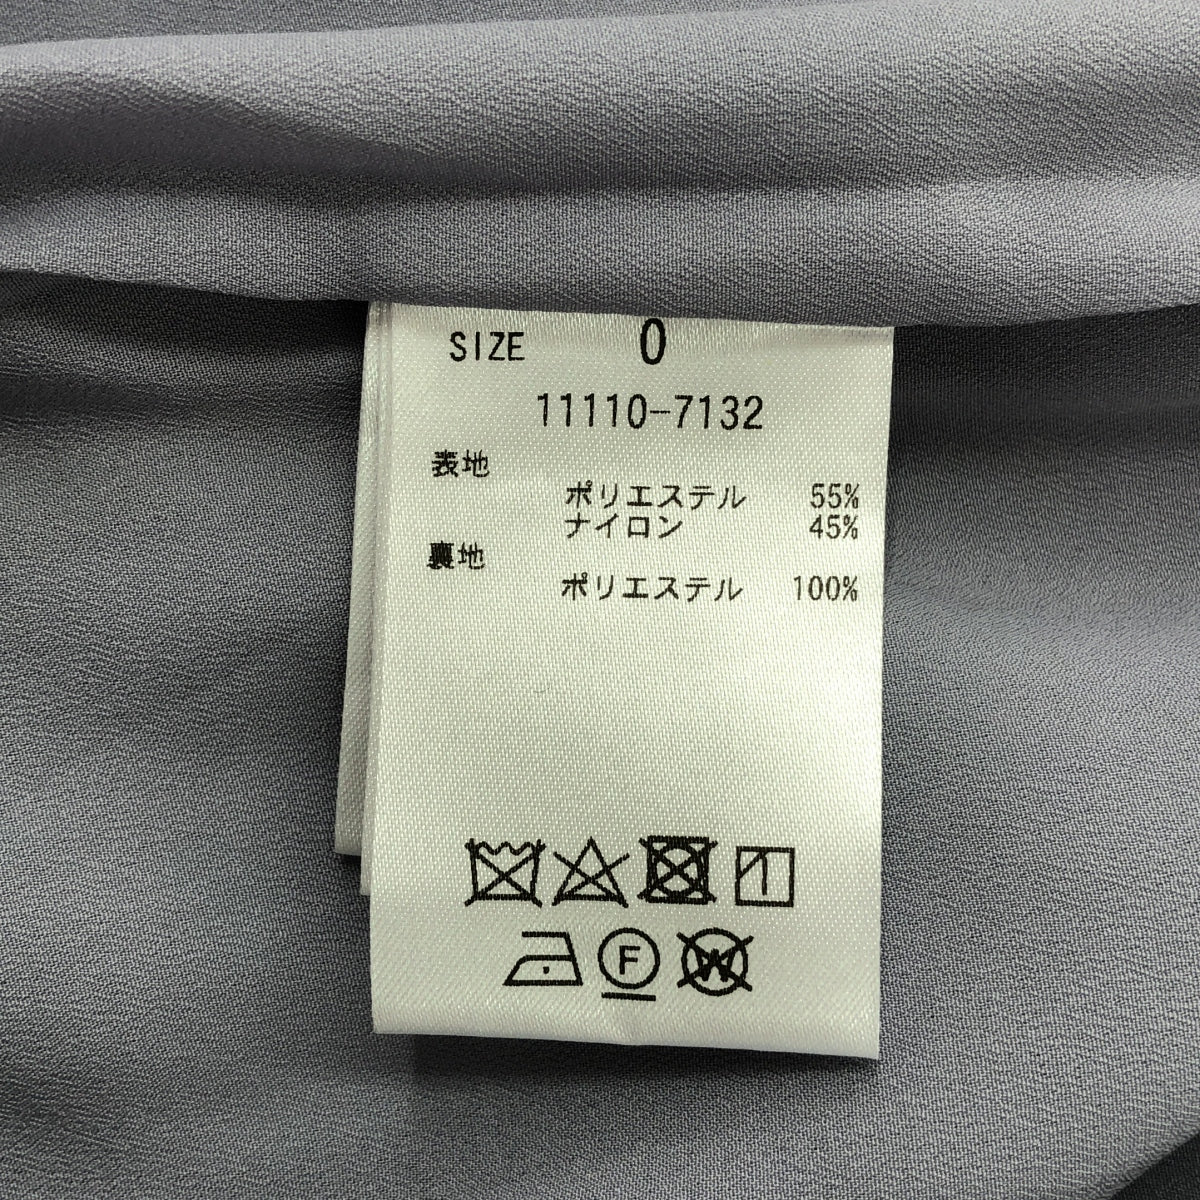 SIZE 0
11110-7132
表地
ポリエステル 55%
ナイロン 45%
裏地
ポリエステル 100%
F W